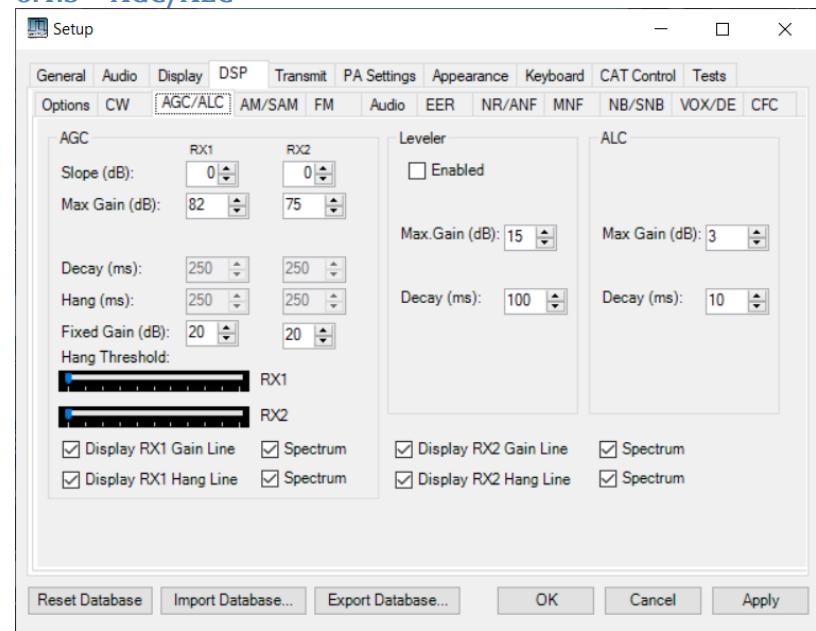 Setup
General Audio Display DSP Transmit PA Settings Appearance Keyboard CAT Control Tests
Options CW AGC/ALC AM/SAM FM Audio EER NR/ANF MNF NB/SNB VOX/DE CFC
AGC
RX1 RX2
Slope (dB): 0 0
Max Gain (dB): 82 75
Decay (ms): 250 250
Hang (ms): 250 250
Fixed Gain (dB): 20 20
Hang Threshold:
RX1
RX2
Leveler
Enabled
Max.Gain (dB): 15
Decay (ms): 100
ALC
Max Gain (dB): 3
Decay (ms): 10
Display RX1 Gain Line Spectrum Display RX2 Gain Line Spectrum
Display RX1 Hang Line Spectrum Display RX2 Hang Line Spectrum
Reset Database Import Database... Export Database... OK Cancel Apply